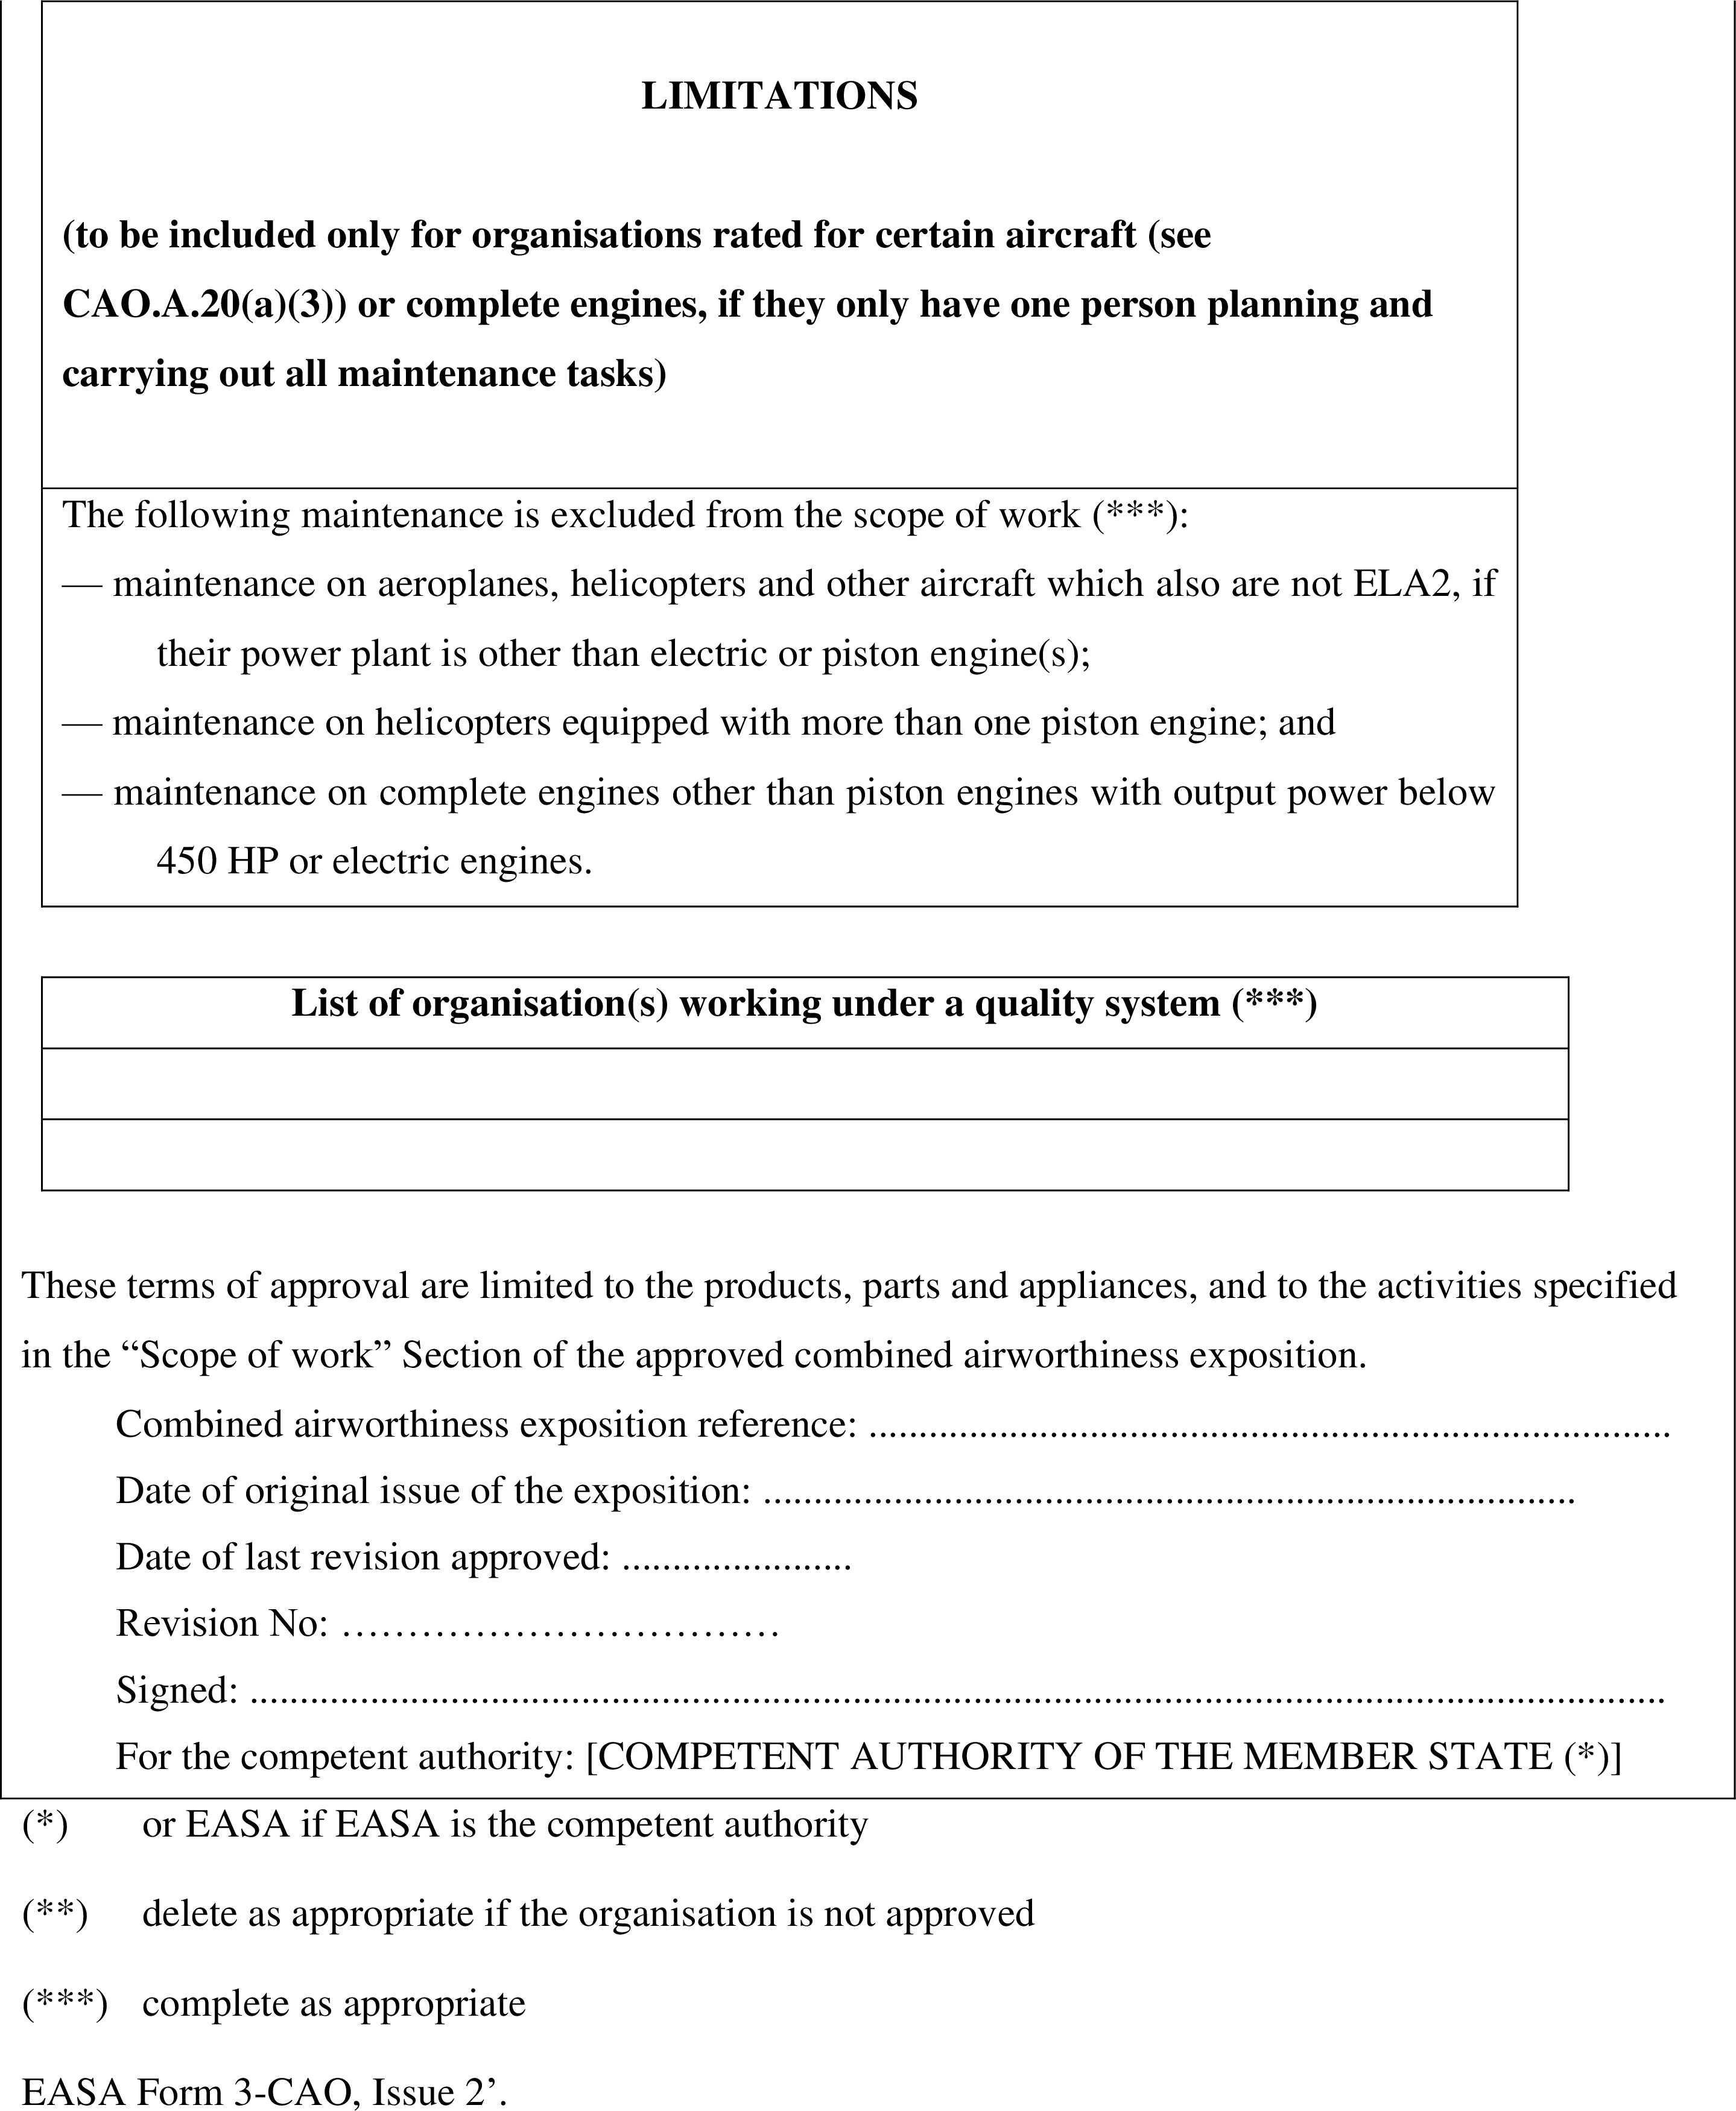 LIMITATIONS
(to be included only for organisations rated for certain aircraft (see
CAO.A.20(a)(3)) or complete engines, if they only have one person planning and
carrying out all maintenance tasks)
The following maintenance is excluded from the scope of work (***):
— maintenance on aeroplanes, helicopters and other aircraft which also are not ELA2, if
their power plant is other than electric or piston engine(s);
— maintenance on helicopters equipped with more than one piston engine; and
— maintenance on complete engines other than piston engines with output power below
450 HP or electric engines.
List of organisation(s) working under a quality system (***)
These terms of approval are limited to the products, parts and appliances, and to the activities specified
in the “Scope of work” Section of the approved combined airworthiness exposition.
Combined airworthiness exposition reference: ................................................................................
Date of original issue of the exposition: .................................................................................
Date of last revision approved: .......................
Revision No: ……………………………
Signed: .............................................................................................................................................
For the competent authority: [COMPETENT AUTHORITY OF THE MEMBER STATE (*)]
(*) or EASA if EASA is the competent authority
(**) delete as appropriate if the organisation is not approved
(***) complete as appropriate
EASA Form 3-CAO, Issue 2’.